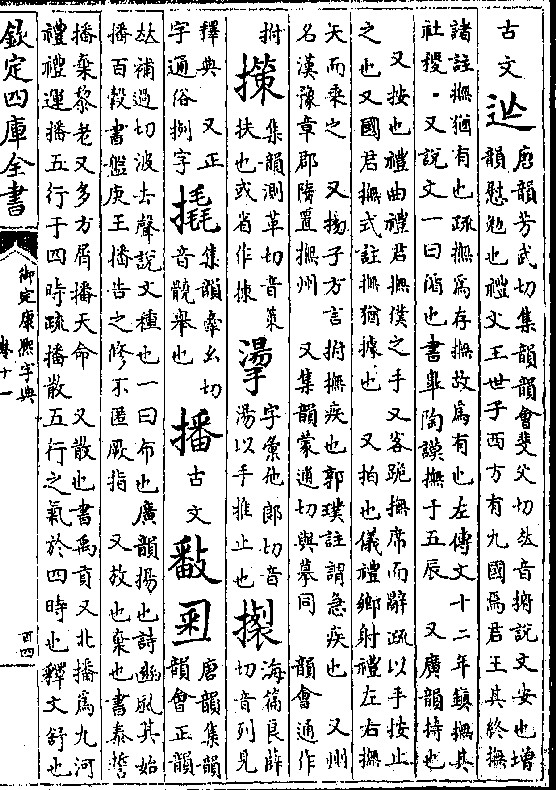 古文
唐韻芳武切集韻韻會斐父切𠀤音拊說文安也增
韻慰勉也禮文王世子西方有九國焉君王其終撫
諸註撫猶有也疏撫爲存撫故爲有也左傳文十二年鎮撫其
社稷 又說文一曰循也書皐陶謨撫于五辰 又廣韻持也
又按也禮曲禮君撫僕之手又客跪撫席而辭疏以手按止
之也又國君撫式註撫猶據也 又拍也儀禮鄉射禮左右撫
矢而乘之 又揚子方言拊撫疾也郭璞註謂急疾也 又州
名漢豫章郡隋置撫州 又集韻蒙逋切與摹同 韻會通作
拊
集韻測革切音策
扶也或省作
字彙他郎切音
湯以手推止也
海篇良薛
切音列見
釋典 又正
字通俗捌字
撬
集韻牽幺切
音髐舉也
播
古文
唐韻集韻
韻會正韻
𠀤補過切波去聲說文種也一曰布也廣韻揚也詩豳風其始
播百穀書盤庚王播告之修不匿厥指 又放也棄也書泰誓
播棄黎老又多方屑播天命 又散也書禹貢又北播爲九河
禮禮運播五行于四時疏播散五行之氣於四時也釋文舒也
欽定四庫全書
御定康熙字典
卷十一
百四